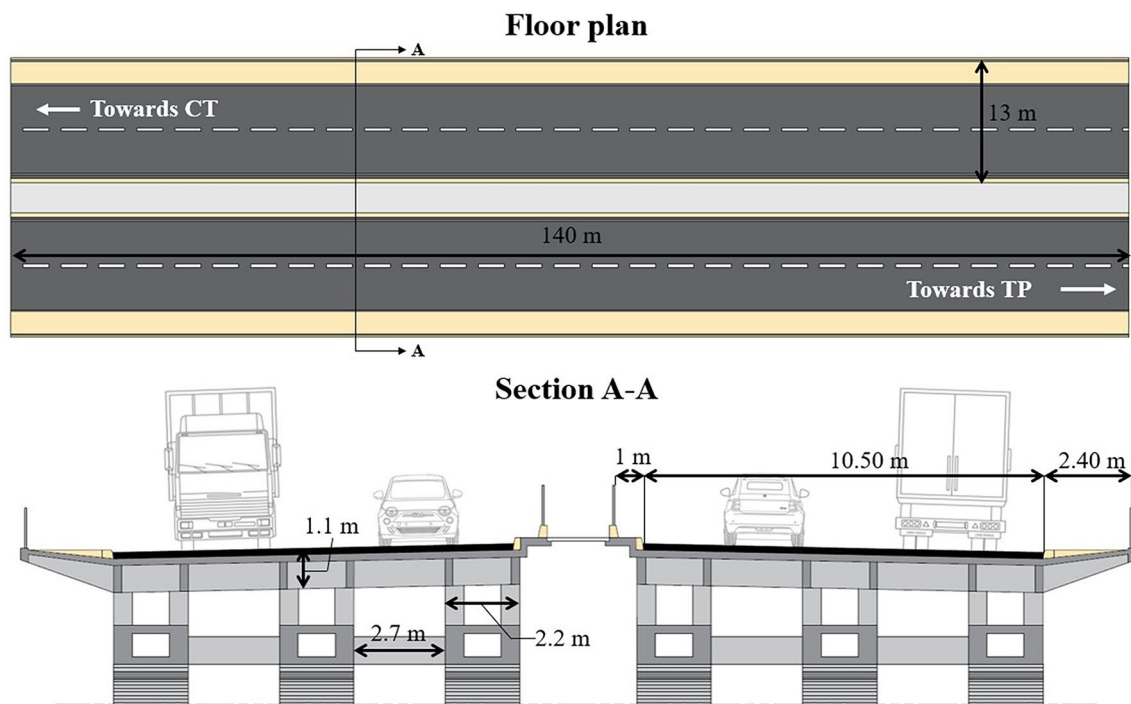 Floor plan
A
Towards CT
13 m
140 m
Towards TP
A
Section A-A
1 m
10.50 m
2.40 m
1.1 m
2.7 m
2.2 m